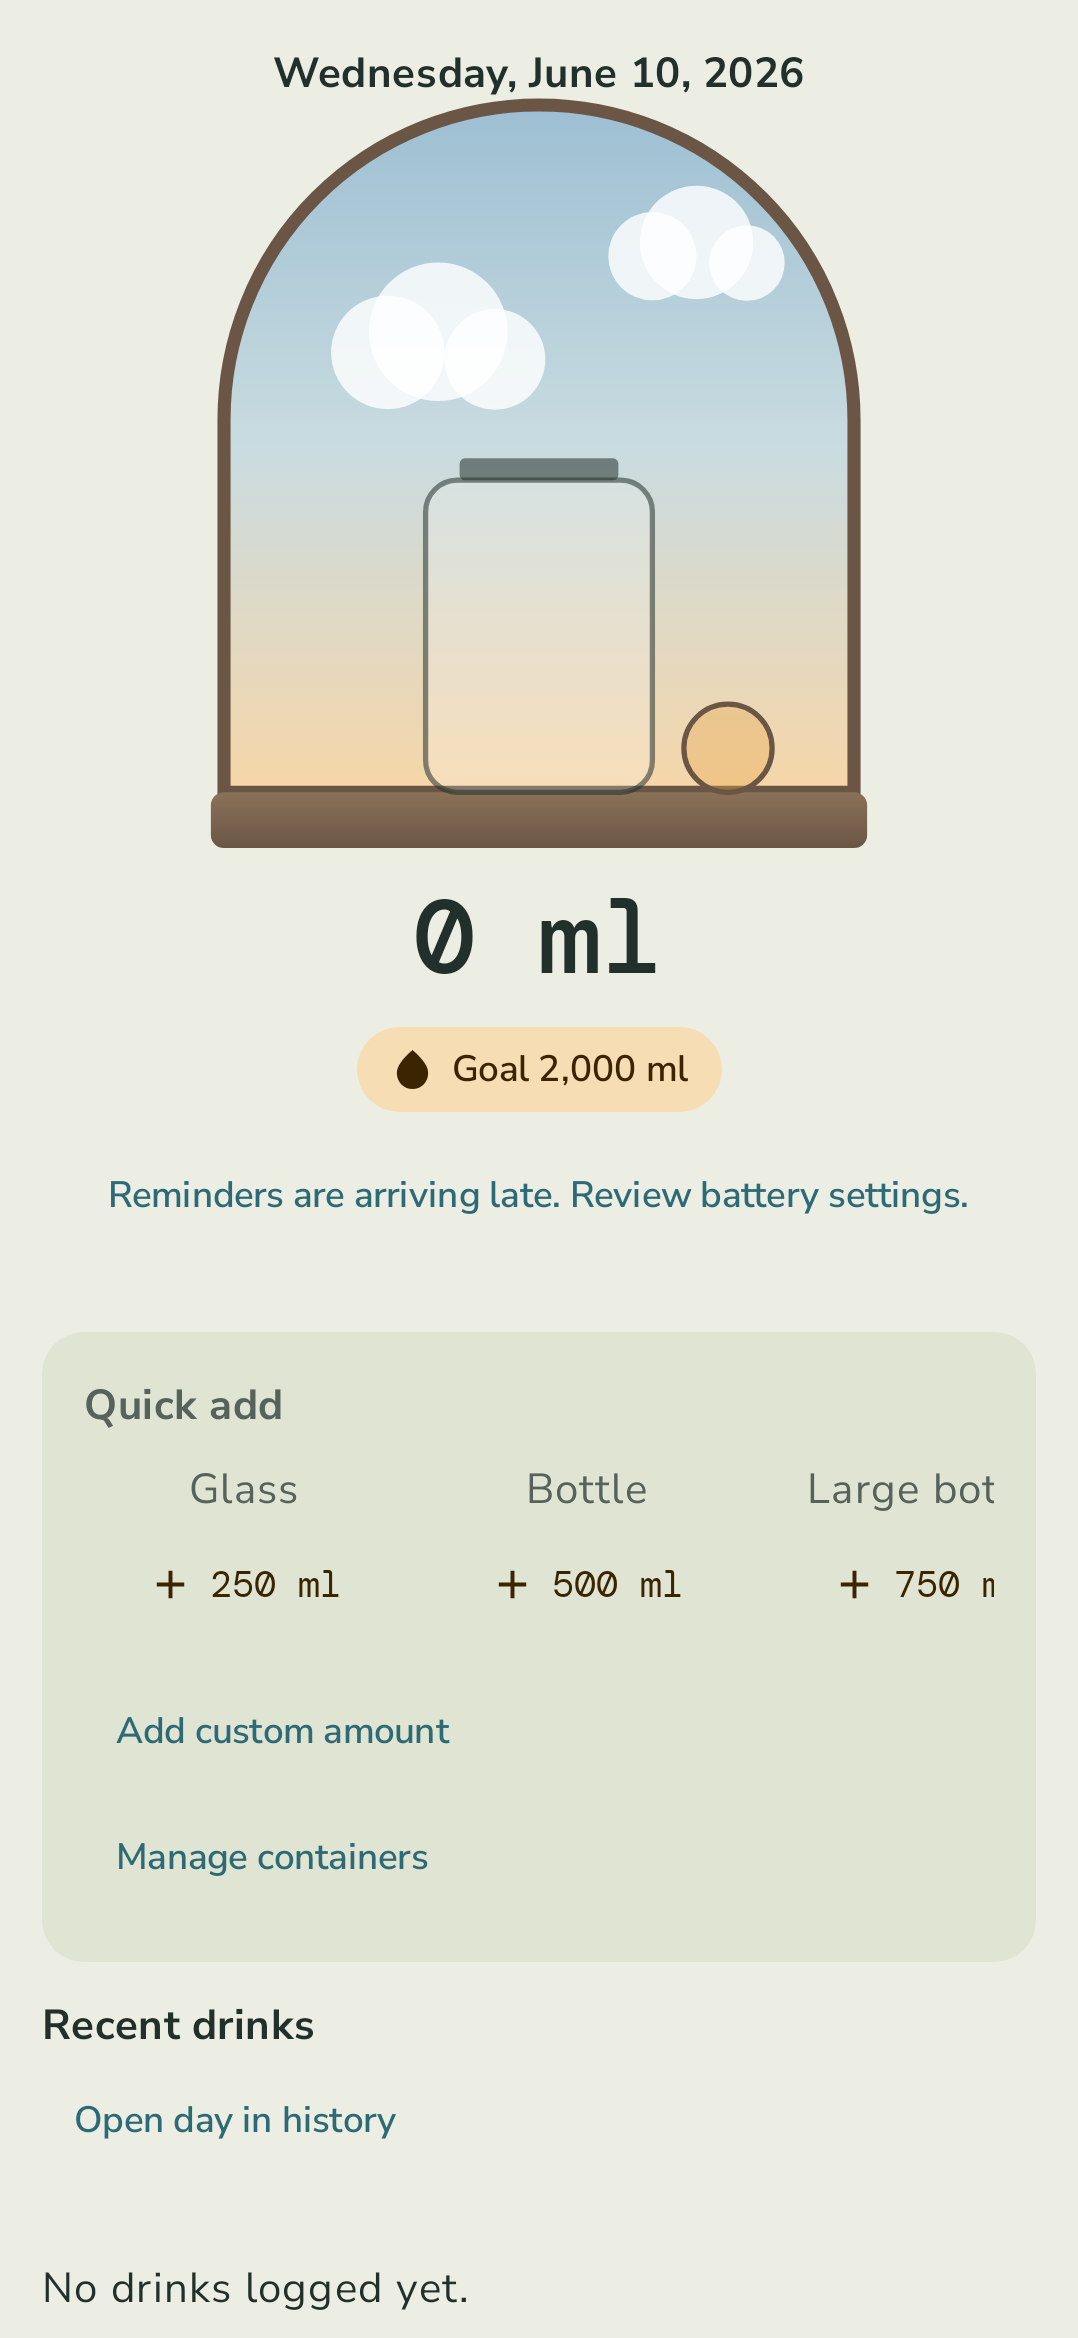 Wednesday, June 10, 2026
0 ml
Goal 2,000 ml
Reminders are arriving late. Review battery settings.
Quick add
Glass Bottle Large bot
+ 250 ml + 500 ml + 750 m
Add custom amount
Manage containers
Recent drinks
Open day in history
No drinks logged yet.